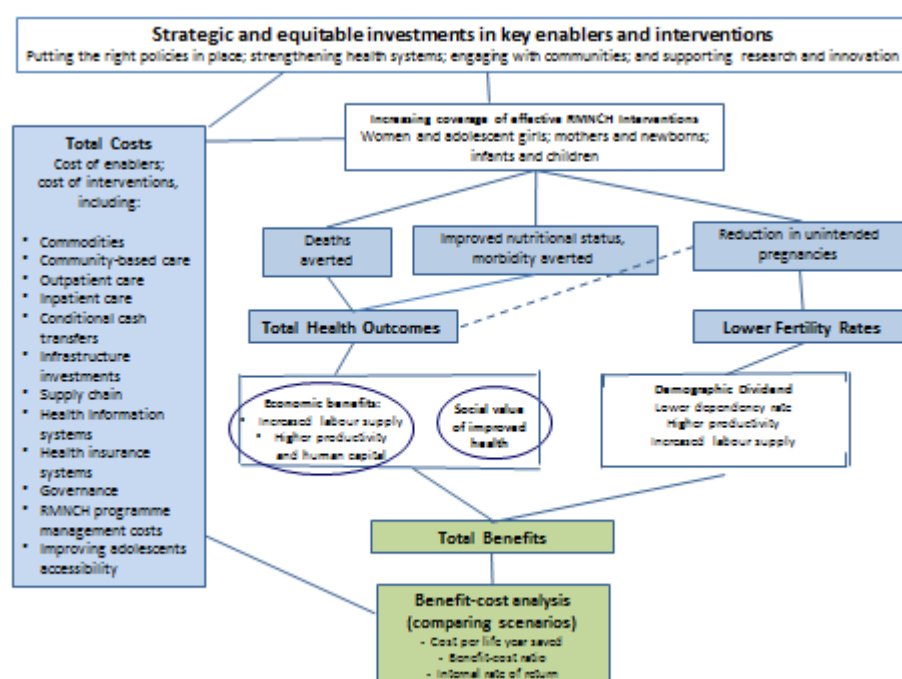 Strategic and equitable investments in key enablers and interventions
Putting the right policies in place; strengthening health systems; engaging with communities; and supporting research and innovation
Increasing coverage of effective RMNCH Interventions
Women and adolescent girls; mothers and newborns;
infants and children
Total Costs
Cost of enablers;
cost of interventions,
including:
* Commodities
* Community-based care
* Outpatient care
* Inpatient care
* Conditional cash
transfers
* Infrastructure
investments
* Supply chain
* Health Information
systems
* Health insurance
systems
* Governance
* RMNCH programme
management costs
* Improving adolescents
accessibility
Deaths
averted
Improved nutritional status,
morbidity averted
Reduction in unintended
pregnancies
Total Health Outcomes
Lower Fertility Rates
Economic benefits:
* Increased labour supply
* Higher productivity
and human capital
Social value
of improved
health
Demographic Dividend
Lower dependency rate
Higher productivity
Increased labour supply
Total Benefits
Benefit-cost analysis
(comparing scenarios)
- Cost per life year saved
- Benefit-cost ratio
- Internal rate of return